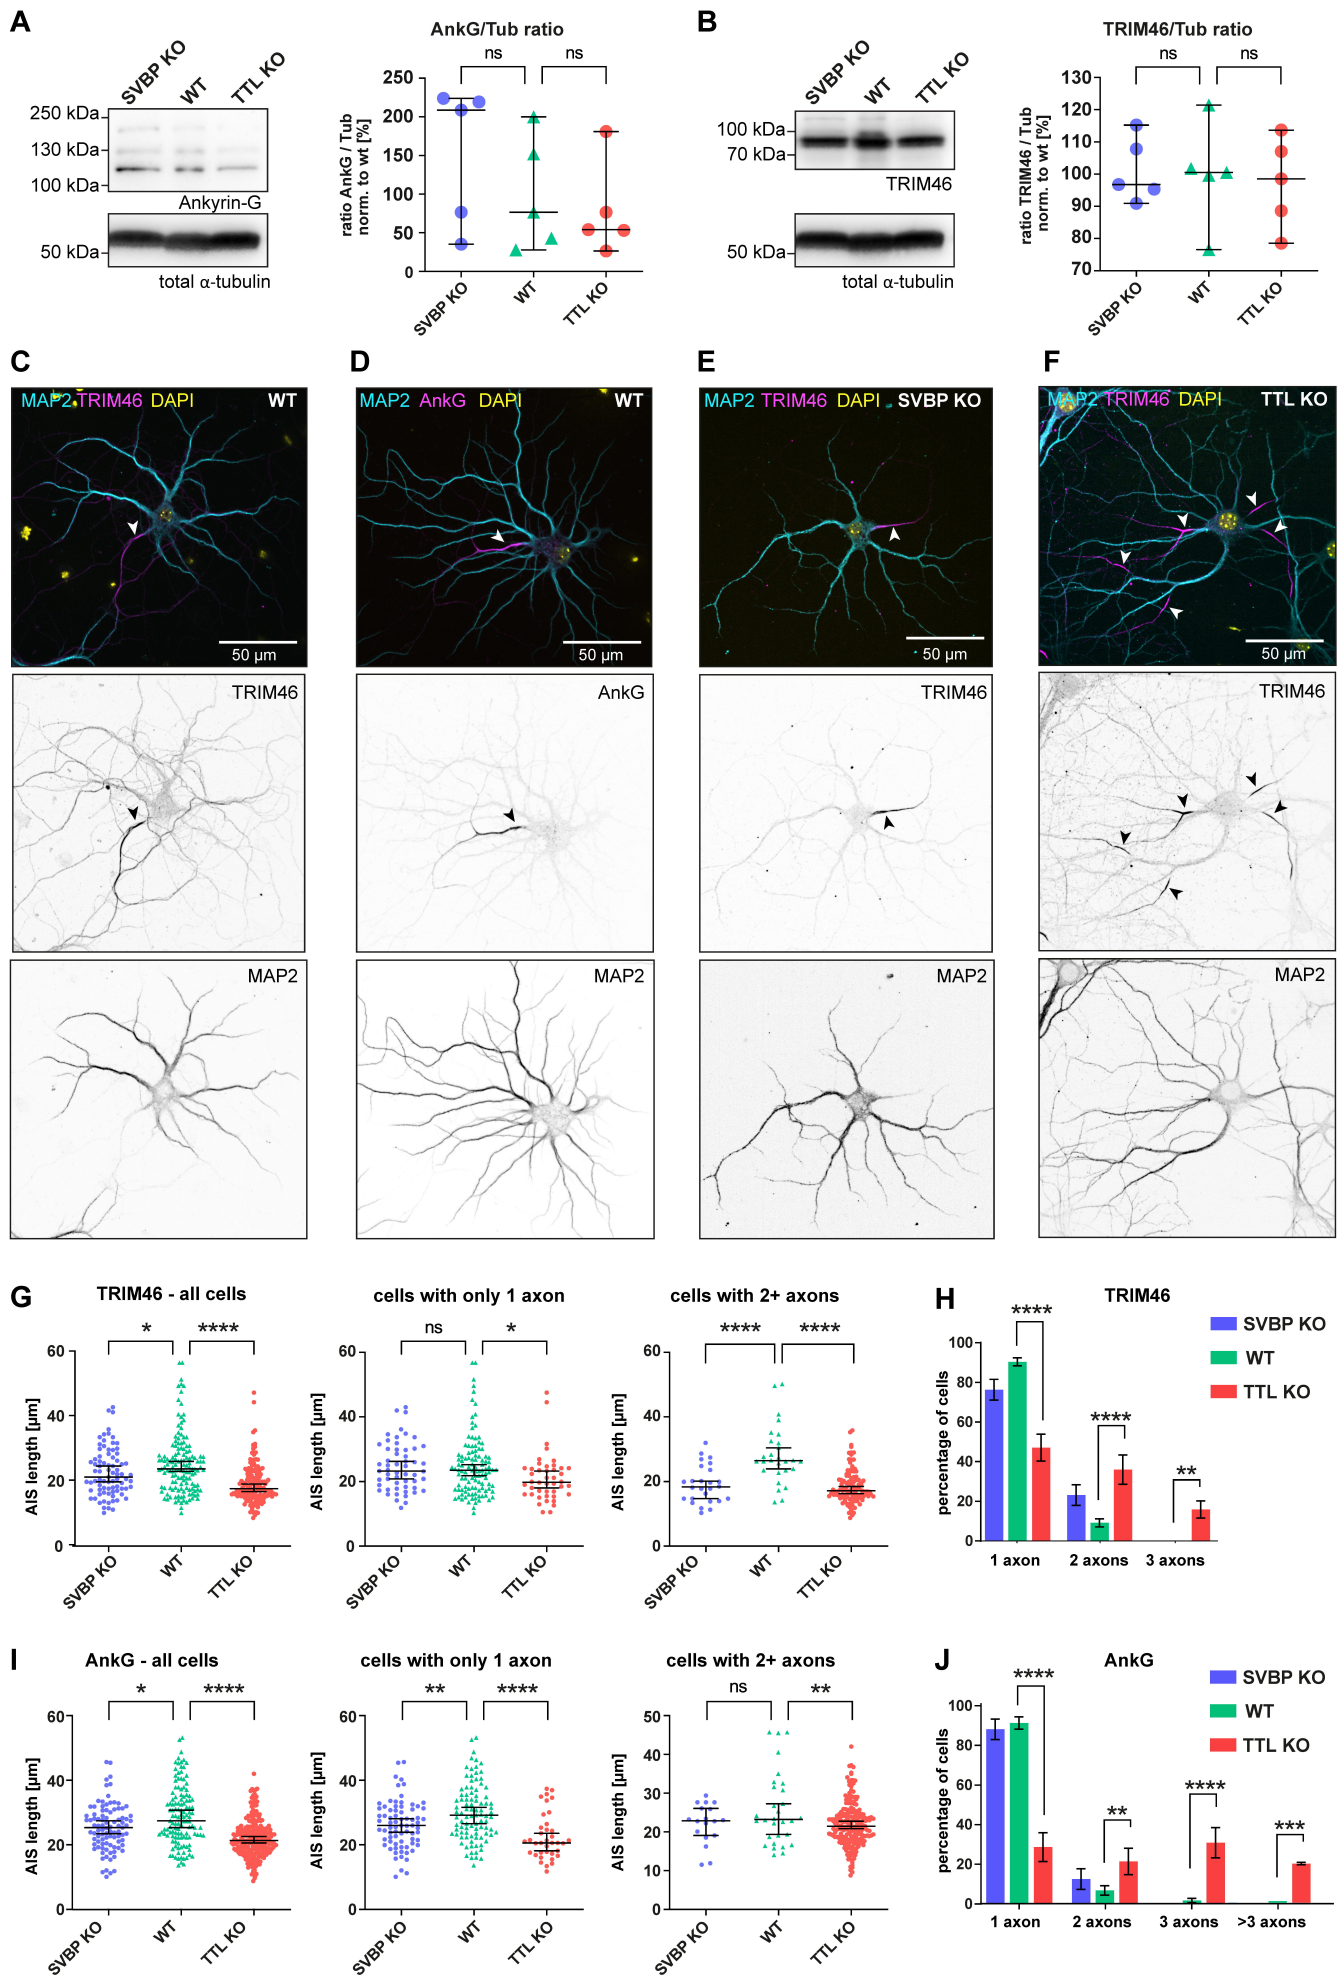 A
SVBP KO
WT
TTL KO
250 kDa
130 kDa
100 kDa
Ankyrin-G
50 kDa
total α-tubulin
AnkG/Tub ratio
ns
ns
ratio AnkG / Tub
norm. to wt [%]
250
200
150
100
50
0
SVBP KO
WT
TTL KO
B
SVBP KO
WT
TTL KO
100 kDa
70 kDa
TRIM46
50 kDa
total α-tubulin
TRIM46/Tub ratio
ns
ns
ratio TRIM46 / Tub
norm. to wt [%]
130
120
110
100
90
80
70
SVBP KO
WT
TTL KO
C
MAP2 TRIM46 DAPI WT
50 µm
TRIM46
MAP2
D
MAP2 AnkG DAPI WT
50 µm
AnkG
MAP2
E
MAP2 TRIM46 DAPI SVBP KO
50 µm
TRIM46
MAP2
F
MAP2 TRIM46 DAPI TTL KO
50 µm
TRIM46
MAP2
G
TRIM46 - all cells
* ****
AIS length [µm]
60
40
20
0
SVBP KO
WT
TTL KO
cells with only 1 axon
ns *
AIS length [µm]
60
40
20
0
SVBP KO
WT
TTL KO
cells with 2+ axons
**** ****
AIS length [µm]
60
40
20
0
SVBP KO
WT
TTL KO
H
TRIM46
SVBP KO
WT
TTL KO
****
****
**
percentage of cells
100
80
60
40
20
0
1 axon 2 axons 3 axons
I
AnkG - all cells
* ****
AIS length [µm]
60
40
20
0
SVBP KO
WT
TTL KO
cells with only 1 axon
** ****
AIS length [µm]
60
40
20
0
SVBP KO
WT
TTL KO
cells with 2+ axons
ns **
AIS length [µm]
50
40
30
20
10
0
SVBP KO
WT
TTL KO
J
AnkG
SVBP KO
WT
TTL KO
****
**
****
***
percentage of cells
100
80
60
40
20
0
1 axon 2 axons 3 axons >3 axons